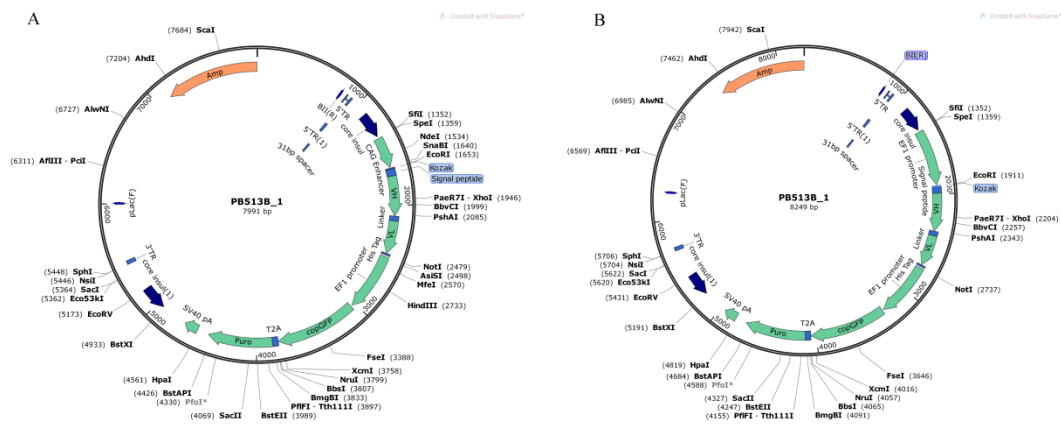 A
Created with SnapGene®
(7684) ScaI
(7204) AhdI
Amp
7000
1000
BII(R)
5'TR
(6727) AlwNI
5'TR(1)
31bp spacer
core insul
CAG Enhancer
SfiI (1352)
SpeI (1359)
NdeI (1534)
SnaBI (1640)
EcoRI (1653)
Kozak
Signal peptide
(6311) AflIII - PciI
pLac(F)
6000
PB513B_1
7991 bp
2000
VH
PaeR7I - XhoI (1946)
BbvCI (1999)
PshAI (2085)
Linker
VL
His Tag
EF1 promoter
NotI (2479)
AsiSI (2498)
MfeI (2570)
HindIII (2733)
3'TR
core insul(1)
(5448) SphI
(5446) NsiI
(5364) SacI
(5362) Eco53kI
(5173) EcoRV
5000
SV40 pA
3000
(4933) BstXI
Puro
T2A
copGFP
4000
FseI (3388)
XcmI (3758)
NruI (3799)
BbsI (3807)
BmgBI (3833)
PflFI - Tth111I (3897)
BstEII (3989)
(4561) HpaI
(4426) BstAPI
(4330) PfoI*
(4069) SacII
B
Created with SnapGene®
(7942) ScaI
(7462) AhdI
8000
Amp
BII(R)
1000
5'TR
(6985) AlwNI
7000
5'TR(1)
31bp spacer
core insul
EF1 promoter
SfiI (1352)
SpeI (1359)
(6569) AflIII - PciI
pLac(F)
PB513B_1
8249 bp
Signal peptide
2000
EcoRI (1911)
Kozak
VH
PaeR7I - XhoI (2204)
BbvCI (2257)
PshAI (2343)
6000
Linker
VL
His Tag
EF1 promoter
NotI (2737)
3000
3'TR
core insul(1)
(5706) SphI
(5704) NsiI
(5622) SacI
(5620) Eco53kI
(5431) EcoRV
(5191) BstXI
5000
SV40 pA
Puro
T2A
copGFP
4000
FseI (3646)
XcmI (4016)
NruI (4057)
BbsI (4065)
BmgBI (4091)
(4819) HpaI
(4684) BstAPI
(4588) PfoI*
(4327) SacII
(4247) BstEII
(4155) PflFI - Tth111I